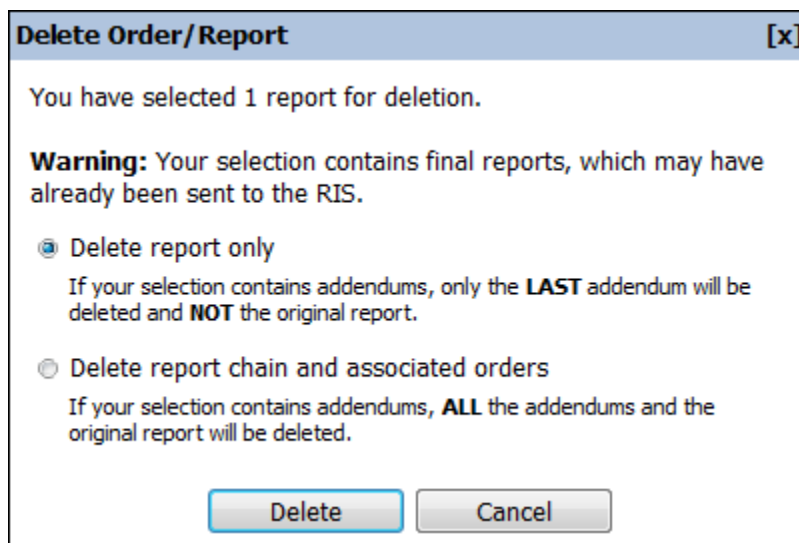 Delete Order/Report [x]
You have selected 1 report for deletion.
Warning: Your selection contains final reports, which may have
already been sent to the RIS.
Delete report only
If your selection contains addendums, only the LAST addendum will be
deleted and NOT the original report.
Delete report chain and associated orders
If your selection contains addendums, ALL the addendums and the
original report will be deleted.
Delete Cancel